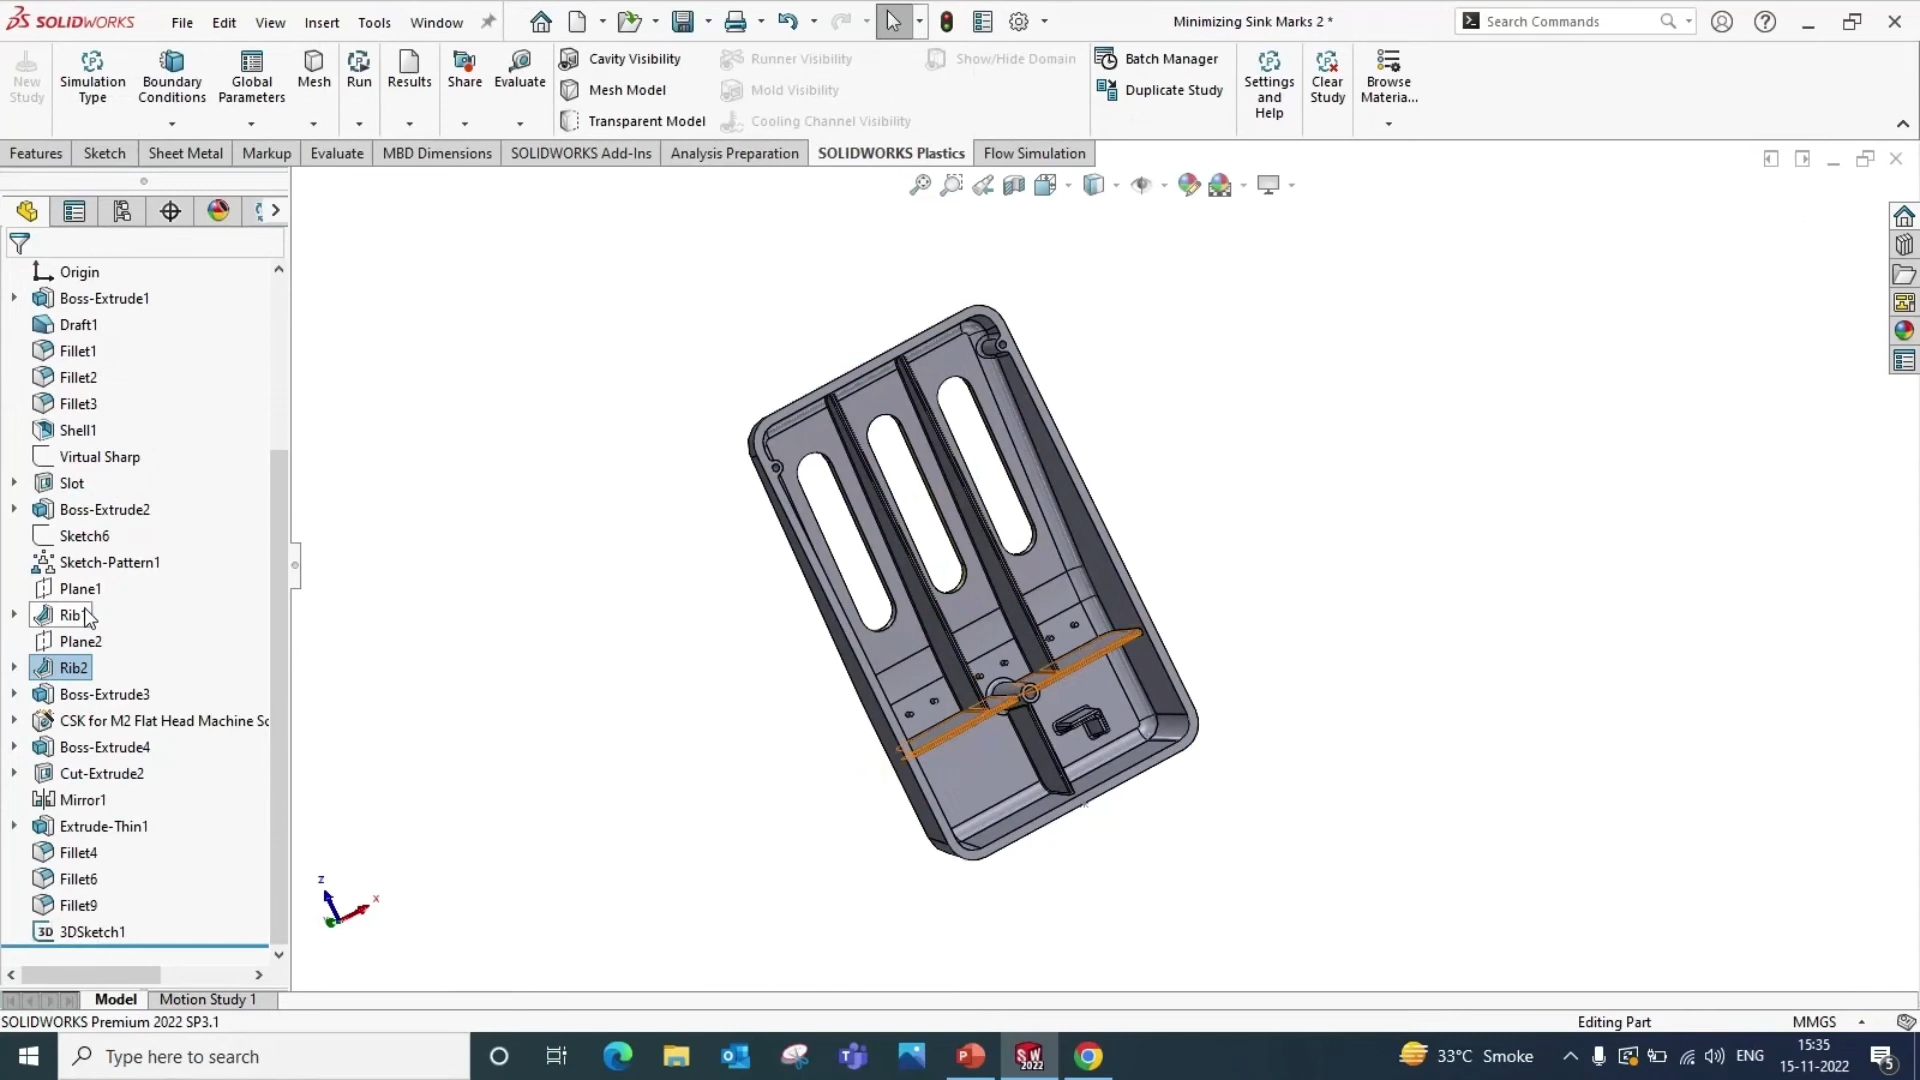 SOLIDWORKS File Edit View Insert Tools Window Minimizing Sink Marks 2 * Search Commands
New Study Simulation Type Boundary Conditions Global Parameters Mesh Run Results Share Evaluate
Cavity Visibility Runner Visibility Show/Hide Domain Batch Manager
Mesh Model Mold Visibility Duplicate Study
Transparent Model Cooling Channel Visibility
Settings and Help Clear Study Browse Materia...
Features Sketch Sheet Metal Markup Evaluate MBD Dimensions SOLIDWORKS Add-Ins Analysis Preparation SOLIDWORKS Plastics Flow Simulation
Origin
Boss-Extrude1
Draft1
Fillet1
Fillet2
Fillet3
Shell1
Virtual Sharp
Slot
Boss-Extrude2
Sketch6
Sketch-Pattern1
Plane1
Rib1
Plane2
Rib2
Boss-Extrude3
CSK for M2 Flat Head Machine Sc
Boss-Extrude4
Cut-Extrude2
Mirror1
Extrude-Thin1
Fillet4
Fillet6
Fillet9
3D 3DSketch1
z
x
Model Motion Study 1
SOLIDWORKS Premium 2022 SP3.1 Editing Part MMGS
Type here to search 33°C Smoke ENG 15:35
15-11-2022 5